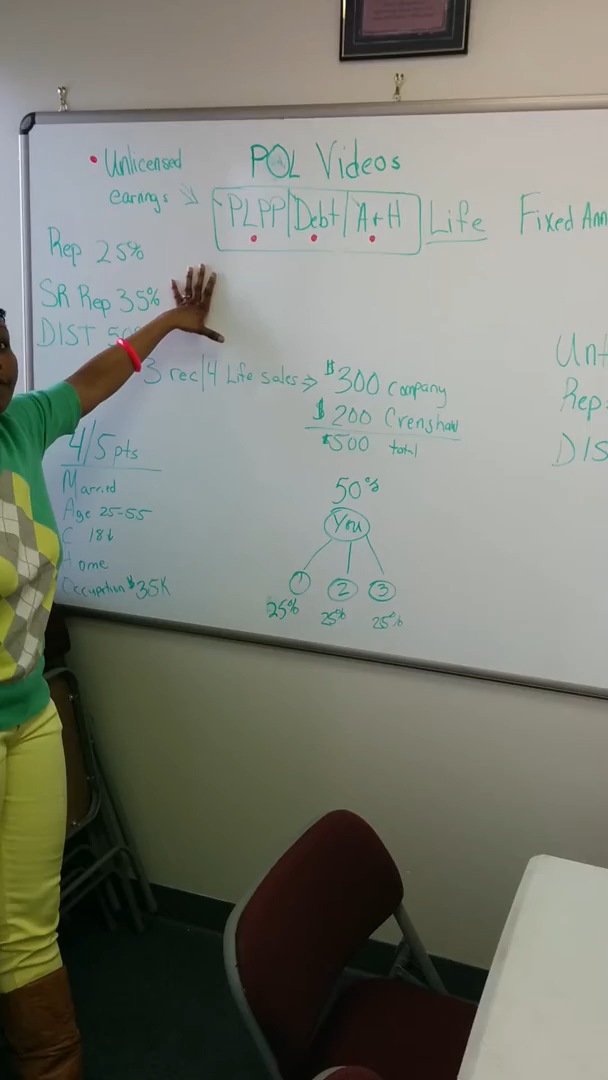 • Unlicensed
earnings ↘
POL Videos
PLPP|Debt|A+H Life Fixed Ann
Rep 25%
SR Rep 35%
DIST 50
3 rec/4 Life sales → $300 company
$200 Crenshaw
$500 total
Rep:
DIS
4/5 pts
Married
Age 25-55
C 18↓
Home
Occupation $35K
50%
You
1 2 3
25% 25% 25%